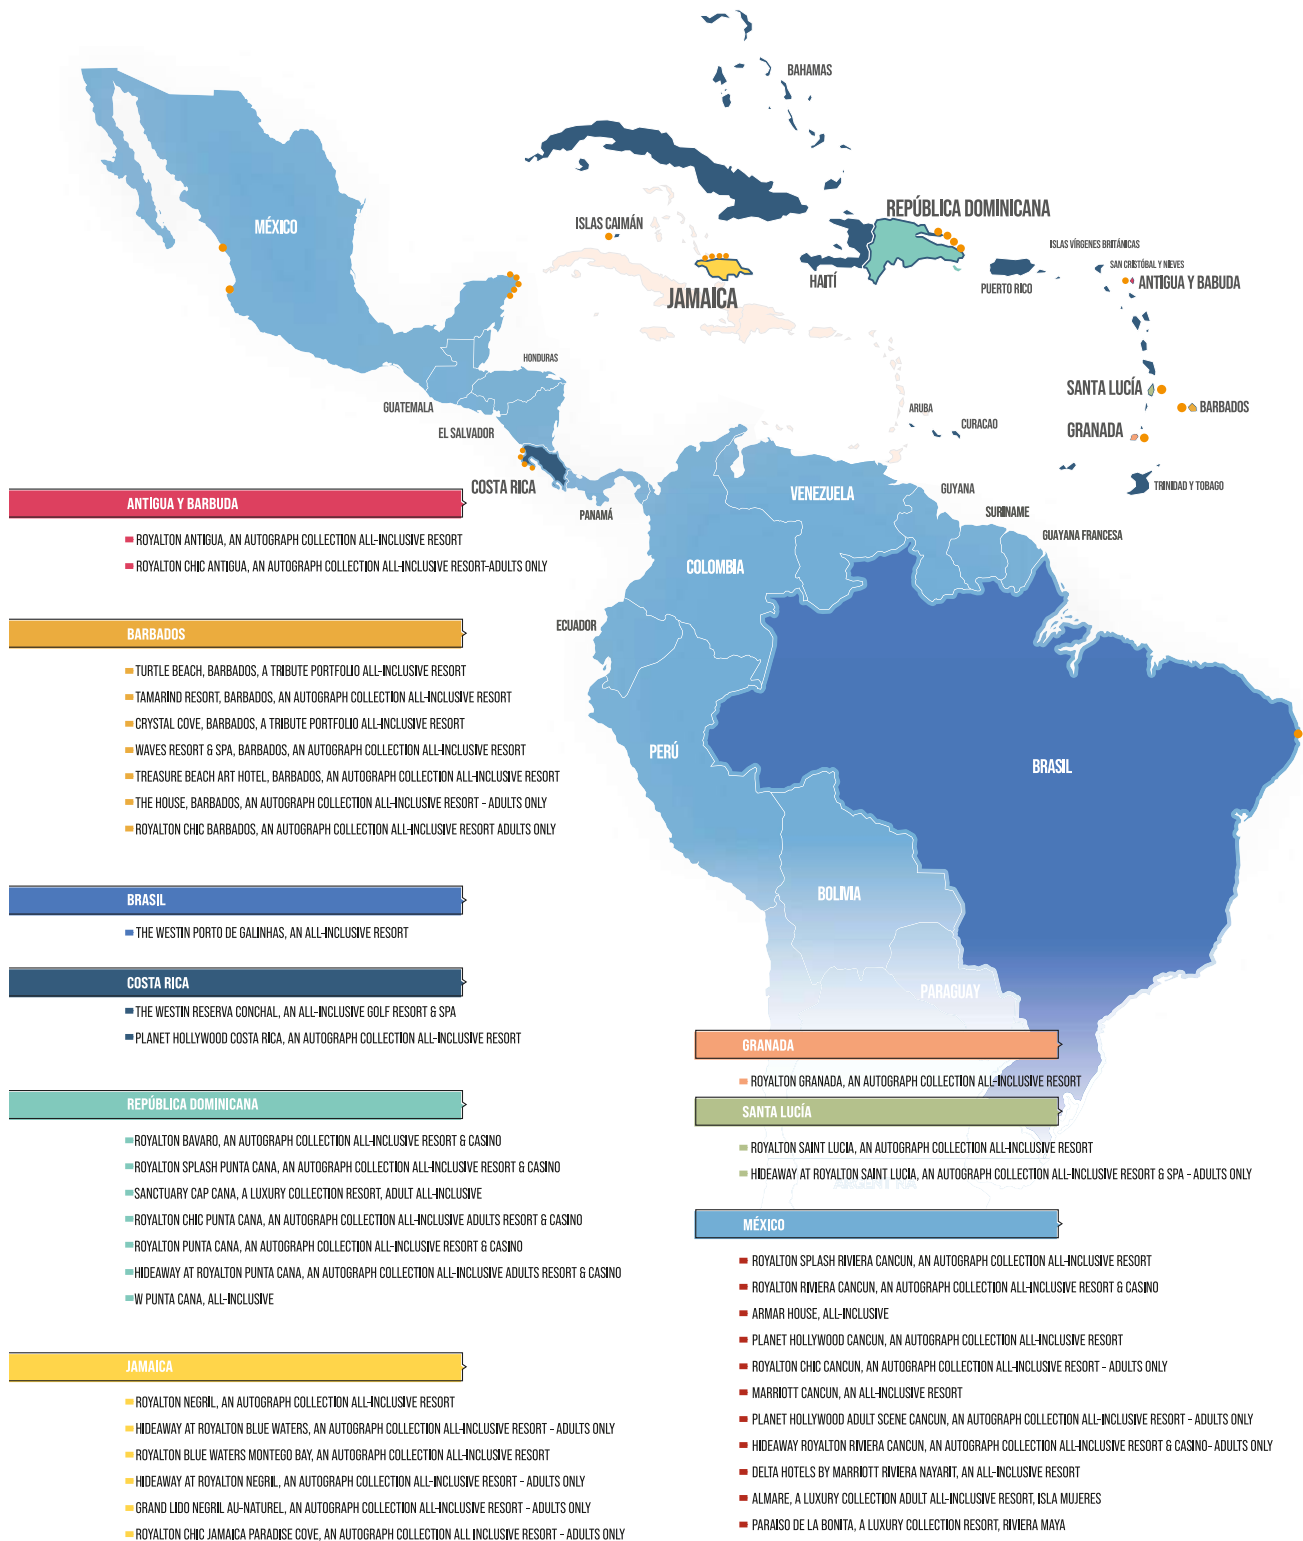 BAHAMAS
REPÚBLICA DOMINICANA
ISLAS CAIMÁN
MÉXICO
ISLAS VÍRGENES BRITÁNICAS
SAN CRISTÓBAL Y NIEVES
HAITÍ
PUERTO RICO
ANTIGUA Y BABUDA
JAMAICA
HONDURAS
SANTA LUCÍA
GUATEMALA
ARUBA
BARBADOS
CURACAO
EL SALVADOR
GRANADA
COSTA RICA
VENEZUELA
GUYANA
TRINIDAD Y TOBAGO
PANAMÁ
SURINAME
GUAYANA FRANCESA
COLOMBIA
ECUADOR
PERÚ
BRASIL
BOLIVIA
PARAGUAY
ARGENTINA
ANTÍGUA Y BARBUDA
ROYALTON ANTIGUA, AN AUTOGRAPH COLLECTION ALL-INCLUSIVE RESORT
ROYALTON CHIC ANTIGUA, AN AUTOGRAPH COLLECTION ALL-INCLUSIVE RESORT-ADULTS ONLY
BARBADOS
TURTLE BEACH, BARBADOS, A TRIBUTE PORTFOLIO ALL-INCLUSIVE RESORT
TAMARIND RESORT, BARBADOS, AN AUTOGRAPH COLLECTION ALL-INCLUSIVE RESORT
CRYSTAL COVE, BARBADOS, A TRIBUTE PORTFOLIO ALL-INCLUSIVE RESORT
WAVES RESORT & SPA, BARBADOS, AN AUTOGRAPH COLLECTION ALL-INCLUSIVE RESORT
TREASURE BEACH ART HOTEL, BARBADOS, AN AUTOGRAPH COLLECTION ALL-INCLUSIVE RESORT
THE HOUSE, BARBADOS, AN AUTOGRAPH COLLECTION ALL-INCLUSIVE RESORT - ADULTS ONLY
ROYALTON CHIC BARBADOS, AN AUTOGRAPH COLLECTION ALL-INCLUSIVE RESORT ADULTS ONLY
BRASIL
THE WESTIN PORTO DE GALINHAS, AN ALL-INCLUSIVE RESORT
COSTA RICA
THE WESTIN RESERVA CONCHAL, AN ALL-INCLUSIVE GOLF RESORT & SPA
PLANET HOLLYWOOD COSTA RICA, AN AUTOGRAPH COLLECTION ALL-INCLUSIVE RESORT
REPÚBLICA DOMINICANA
ROYALTON BAVARO, AN AUTOGRAPH COLLECTION ALL-INCLUSIVE RESORT & CASINO
ROYALTON SPLASH PUNTA CANA, AN AUTOGRAPH COLLECTION ALL-INCLUSIVE RESORT & CASINO
SANCTUARY CAP CANA, A LUXURY COLLECTION RESORT, ADULT ALL-INCLUSIVE
ROYALTON CHIC PUNTA CANA, AN AUTOGRAPH COLLECTION ALL-INCLUSIVE ADULTS RESORT & CASINO
ROYALTON PUNTA CANA, AN AUTOGRAPH COLLECTION ALL-INCLUSIVE RESORT & CASINO
HIDEAWAY AT ROYALTON PUNTA CANA, AN AUTOGRAPH COLLECTION ALL-INCLUSIVE ADULTS RESORT & CASINO
W PUNTA CANA, ALL-INCLUSIVE
JAMAICA
ROYALTON NEGRIL, AN AUTOGRAPH COLLECTION ALL-INCLUSIVE RESORT
HIDEAWAY AT ROYALTON BLUE WATERS, AN AUTOGRAPH COLLECTION ALL-INCLUSIVE RESORT - ADULTS ONLY
ROYALTON BLUE WATERS MONTEGO BAY, AN AUTOGRAPH COLLECTION ALL-INCLUSIVE RESORT
HIDEAWAY AT ROYALTON NEGRIL, AN AUTOGRAPH COLLECTION ALL-INCLUSIVE RESORT - ADULTS ONLY
GRAND LIDO NEGRIL AU-NATUREL, AN AUTOGRAPH COLLECTION ALL-INCLUSIVE RESORT - ADULTS ONLY
ROYALTON CHIC JAMAICA PARADISE COVE, AN AUTOGRAPH COLLECTION ALL INCLUSIVE RESORT - ADULTS ONLY
GRANADA
ROYALTON GRANADA, AN AUTOGRAPH COLLECTION ALL-INCLUSIVE RESORT
SANTA LUCÍA
ROYALTON SAINT LUCIA, AN AUTOGRAPH COLLECTION ALL-INCLUSIVE RESORT
HIDEAWAY AT ROYALTON SAINT LUCIA, AN AUTOGRAPH COLLECTION ALL-INCLUSIVE RESORT & SPA - ADULTS ONLY
MÉXICO
ROYALTON SPLASH RIVIERA CANCUN, AN AUTOGRAPH COLLECTION ALL-INCLUSIVE RESORT
ROYALTON RIVIERA CANCUN, AN AUTOGRAPH COLLECTION ALL-INCLUSIVE RESORT & CASINO
ARMAR HOUSE, ALL-INCLUSIVE
PLANET HOLLYWOOD CANCUN, AN AUTOGRAPH COLLECTION ALL-INCLUSIVE RESORT
ROYALTON CHIC CANCUN, AN AUTOGRAPH COLLECTION ALL-INCLUSIVE RESORT - ADULTS ONLY
MARRIOTT CANCUN, AN ALL-INCLUSIVE RESORT
PLANET HOLLYWOOD ADULT SCENE CANCUN, AN AUTOGRAPH COLLECTION ALL-INCLUSIVE RESORT - ADULTS ONLY
HIDEAWAY ROYALTON RIVIERA CANCUN, AN AUTOGRAPH COLLECTION ALL-INCLUSIVE RESORT & CASINO- ADULTS ONLY
DELTA HOTELS BY MARRIOTT RIVIERA NAYARIT, AN ALL-INCLUSIVE RESORT
ALMARE, A LUXURY COLLECTION ADULT ALL-INCLUSIVE RESORT, ISLA MUJERES
PARAISO DE LA BONITA, A LUXURY COLLECTION RESORT, RIVIERA MAYA